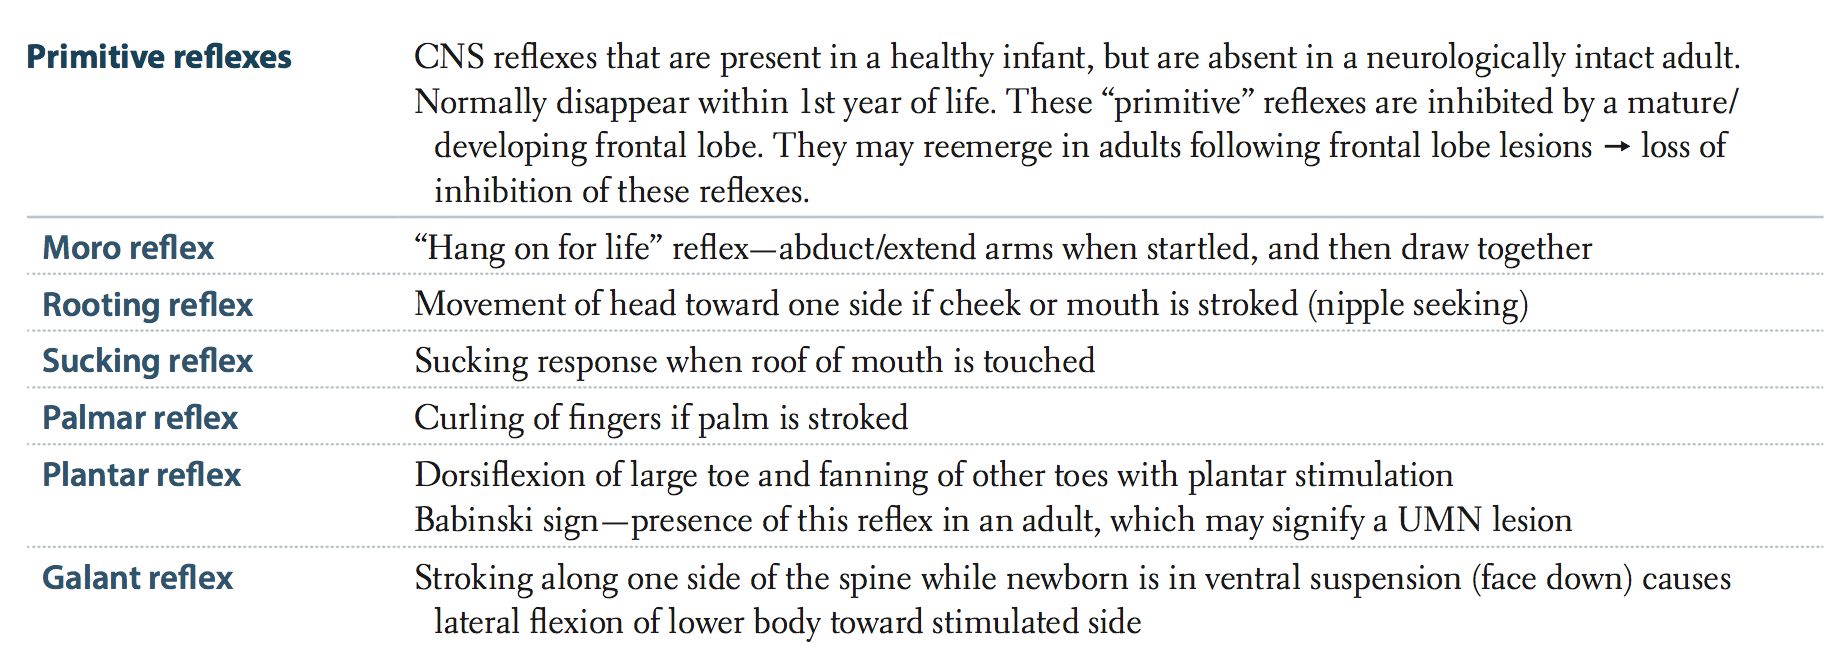 Primitive reflexes CNS reflexes that are present in a healthy infant, but are absent in a neurologically intact adult.
Normally disappear within 1st year of life. These “primitive” reflexes are inhibited by a mature/
developing frontal lobe. They may reemerge in adults following frontal lobe lesions → loss of
inhibition of these reflexes.
Moro reflex “Hang on for life” reflex—abduct/extend arms when startled, and then draw together
Rooting reflex Movement of head toward one side if cheek or mouth is stroked (nipple seeking)
Sucking reflex Sucking response when roof of mouth is touched
Palmar reflex Curling of fingers if palm is stroked
Plantar reflex Dorsiflexion of large toe and fanning of other toes with plantar stimulation
Babinski sign—presence of this reflex in an adult, which may signify a UMN lesion
Galant reflex Stroking along one side of the spine while newborn is in ventral suspension (face down) causes
lateral flexion of lower body toward stimulated side